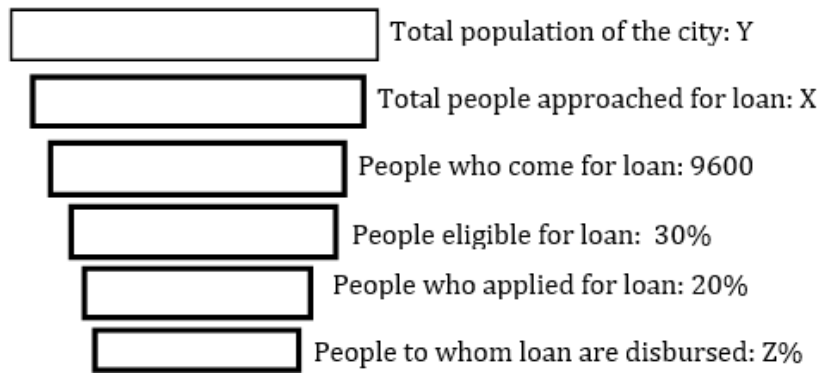 Total population of the city: Y
Total people approached for loan: X
People who come for loan: 9600
People eligible for loan: 30%
People who applied for loan: 20%
People to whom loan are disbursed: Z%